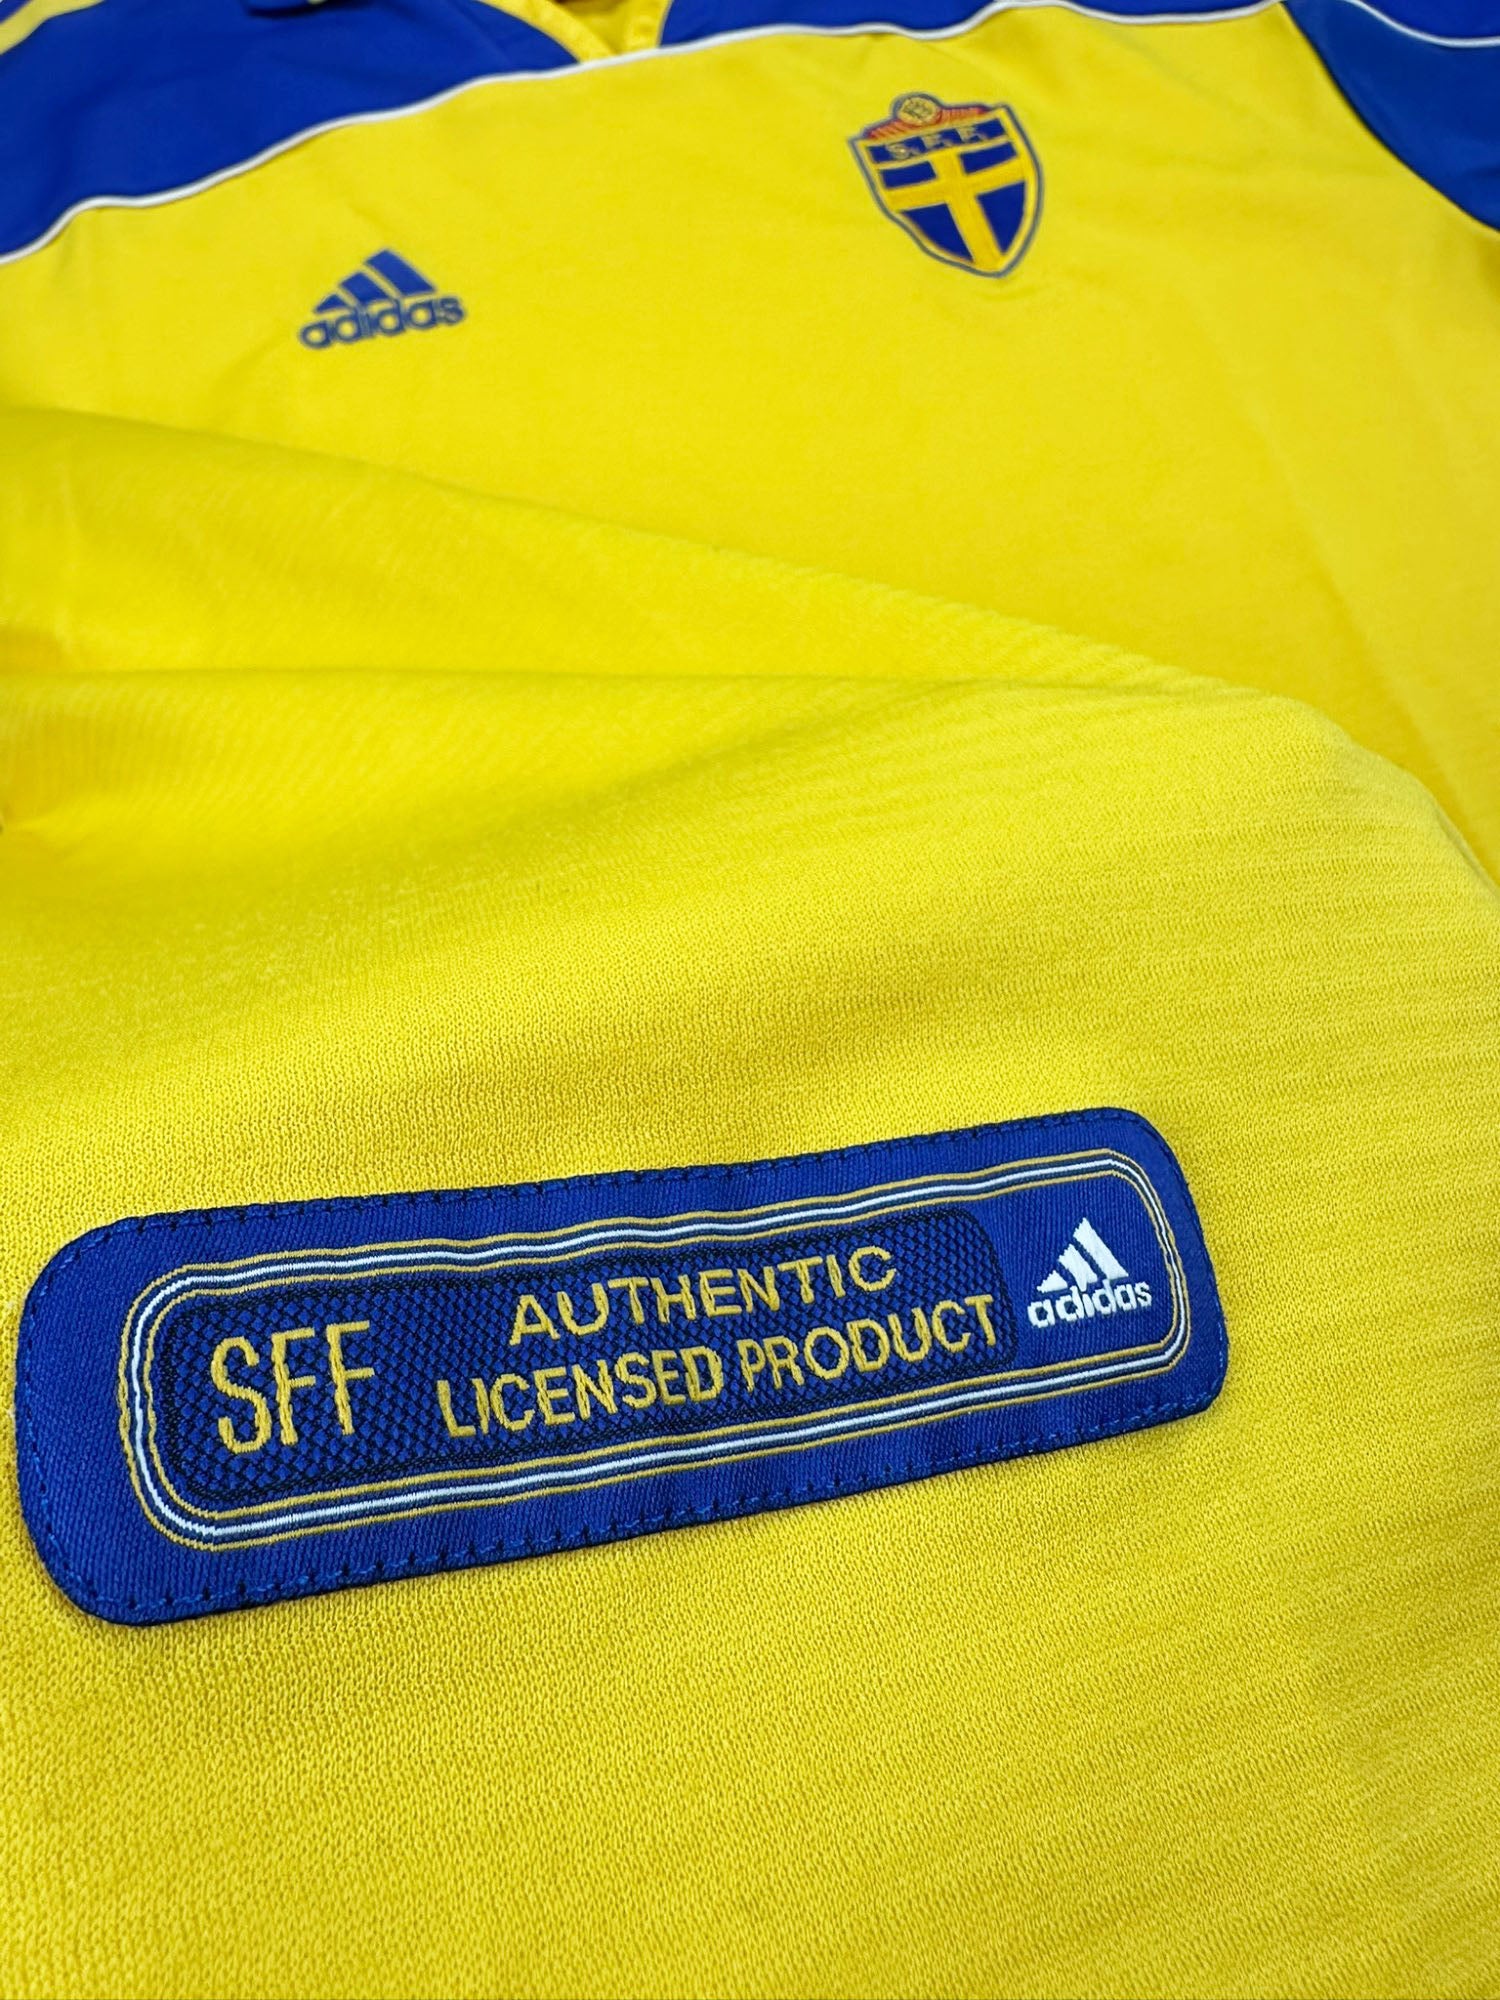 S. F. F.
adidas
SFF
AUTHENTIC
LICENSED PRODUCT
adidas